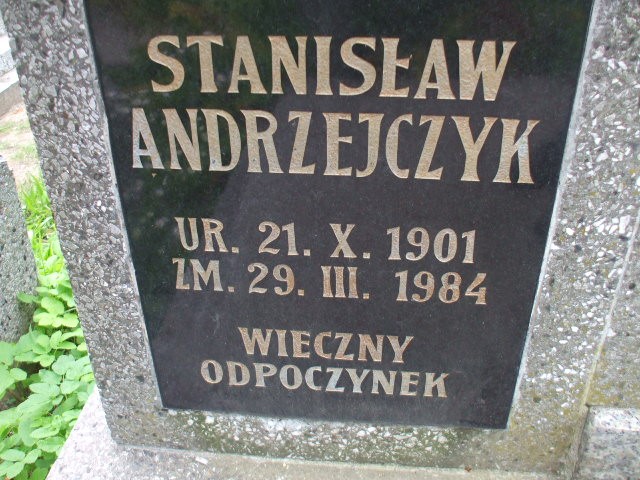 STANISŁAW
ANDRZEJCZYK
UR. 21. X. 1901
ZM. 29. III. 1984
WIECZNY
ODPOCZYNEK